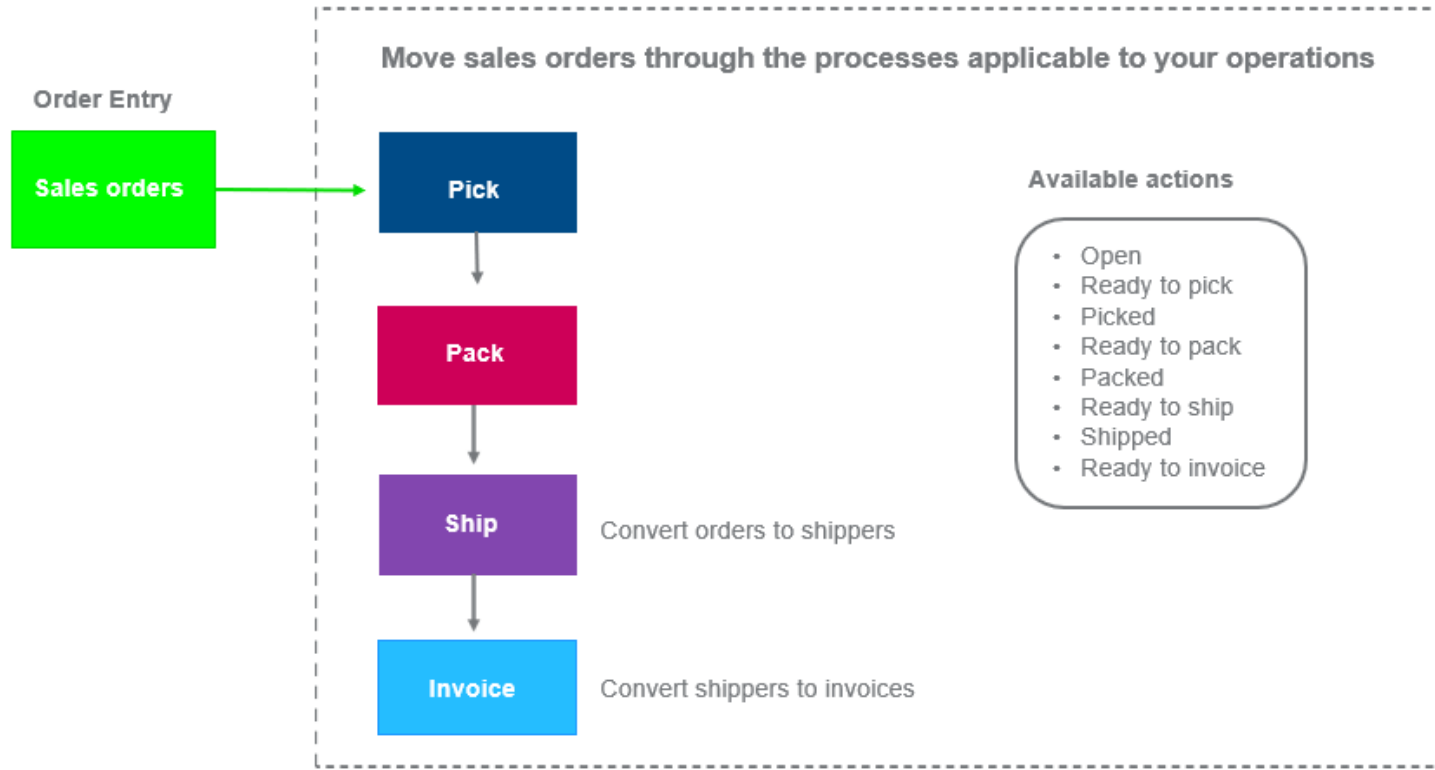 Move sales orders through the processes applicable to your operations
Order Entry
Sales orders
Pick
Pack
Ship
Convert orders to shippers
Invoice
Convert shippers to invoices
Available actions
• Open
• Ready to pick
• Picked
• Ready to pack
• Packed
• Ready to ship
• Shipped
• Ready to invoice